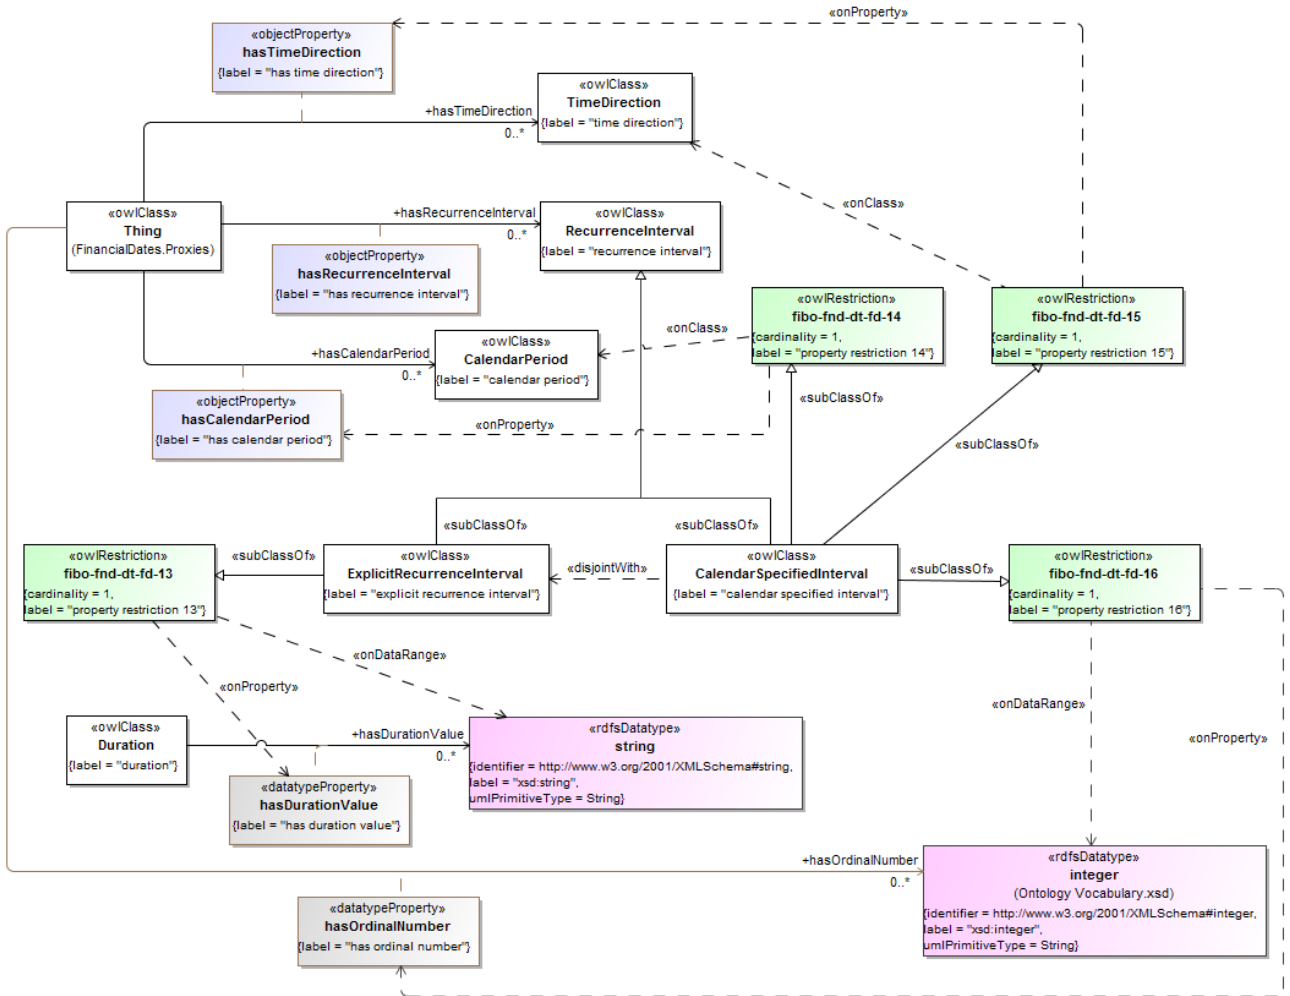 «onProperty»
«objectProperty»
hasTimeDirection
{label = "has time direction"}
«owlClass»
TimeDirection
{label = "time direction"}
+hasTimeDirection
0..*
«onClass»
«owlClass»
Thing
(FinancialDates.Proxies)
+hasRecurrenceInterval
0..*
«owlClass»
RecurrenceInterval
{label = "recurrence interval"}
«objectProperty»
hasRecurrenceInterval
{label = "has recurrence interval"}
«owlRestriction»
fibo-fnd-dt-fd-14
{cardinality = 1,
label = "property restriction 14"}
«owlRestriction»
fibo-fnd-dt-fd-15
{cardinality = 1,
label = "property restriction 15"}
«onClass»
+hasCalendarPeriod
0..*
«owlClass»
CalendarPeriod
{label = "calendar period"}
«objectProperty»
hasCalendarPeriod
{label = "has calendar period"}
«subClassOf»
«onProperty»
«subClassOf»
«subClassOf»
«subClassOf»
«owlRestriction»
fibo-fnd-dt-fd-13
{cardinality = 1,
label = "property restriction 13"}
«subClassOf»
«owlClass»
ExplicitRecurrenceInterval
{label = "explicit recurrence interval"}
«disjointWith»
«owlClass»
CalendarSpecifiedInterval
{label = "calendar specified interval"}
«subClassOf»
«owlRestriction»
fibo-fnd-dt-fd-16
{cardinality = 1,
label = "property restriction 16"}
«onDataRange»
«onProperty»
«onDataRange»
«onProperty»
«owlClass»
Duration
{label = "duration"}
+hasDurationValue
0..*
«rdfsDatatype»
string
{identifier = http://www.w3.org/2001/XMLSchema#string,
label = "xsd:string",
umlPrimitiveType = String}
«datatypeProperty»
hasDurationValue
{label = "has duration value"}
+hasOrdinalNumber
0..*
«rdfsDatatype»
integer
(Ontology Vocabulary.xsd)
{identifier = http://www.w3.org/2001/XMLSchema#integer,
label = "xsd:integer",
umlPrimitiveType = String}
«datatypeProperty»
hasOrdinalNumber
{label = "has ordinal number"}